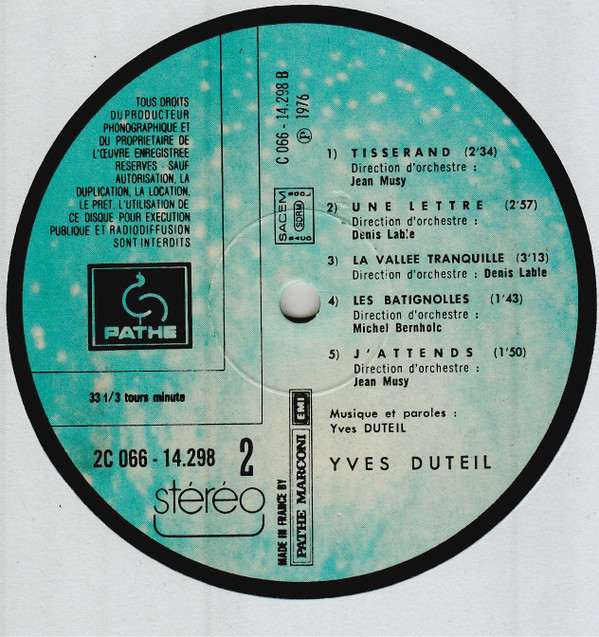 TOUS DROITS
DU PRODUCTEUR
PHONOGRAPHIQUE ET
DU PROPRIETAIRE DE
L'ŒUVRE ENREGISTREE
RESERVES - SAUF
AUTORISATION, LA
DUPLICATION, LA LOCATION,
LE PRET, L'UTILISATION DE
CE DISQUE POUR EXECUTION
PUBLIQUE ET RADIODIFFUSION
SONT INTERDITS
PATHE
33 1/3 tours minute
2C 066 - 14.298 2
stéréo
C 066 - 14.298 B
Ⓟ 1976
SACEM
SDRM
MADE IN FRANCE BY
PATHE MARCONI EMI
1) TISSERAND (2'34)
Direction d'orchestre :
Jean Musy
2) UNE LETTRE (2'57)
Direction d'orchestre :
Denis Lable
3) LA VALLEE TRANQUILLE (3'13)
Direction d'orchestre : Denis Lable
4) LES BATIGNOLLES (1'43)
Direction d'orchestre :
Michel Bernholc
5) J'ATTENDS (1'50)
Direction d'orchestre :
Jean Musy
Musique et paroles :
Yves DUTEIL
YVES DUTEIL